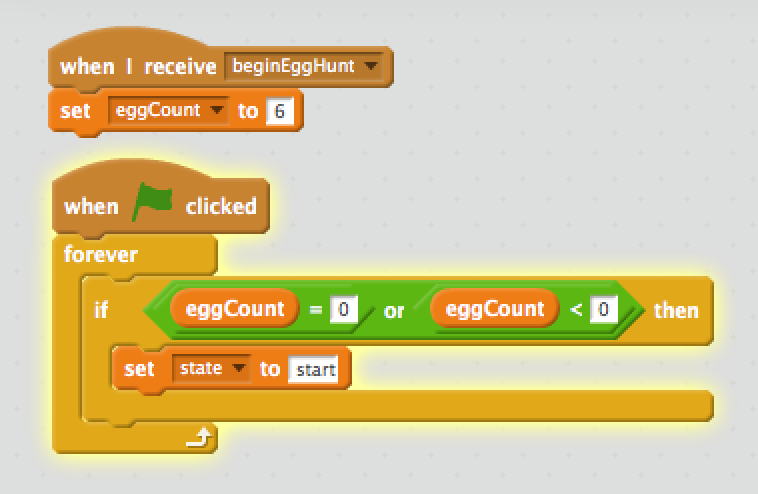 when I receive beginEggHunt
set eggCount to 6
when clicked
forever
if eggCount = 0 or eggCount < 0 then
set state to start